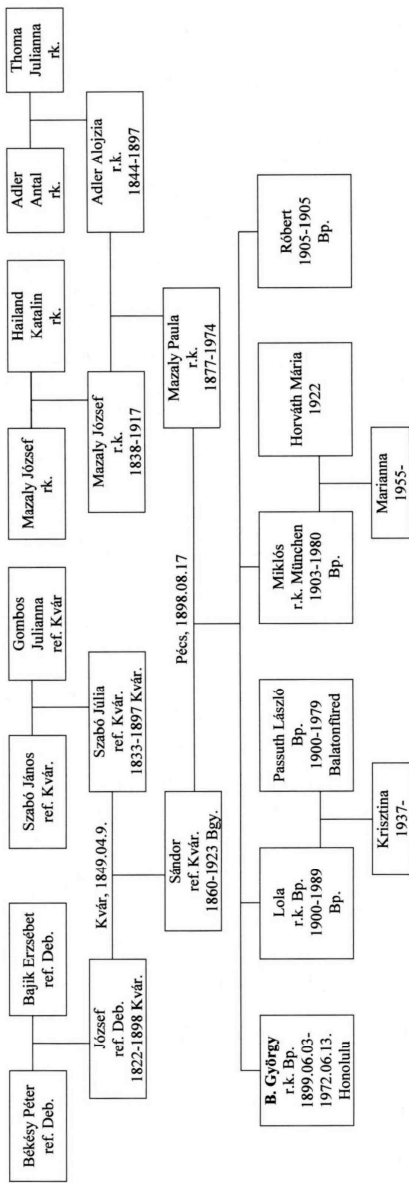 Békésy Péter
ref. Deb.
Bajik Erzsébet
ref. Deb.
Szabó János
ref. Kvár.
Gombos
Julianna
ref. Kvár
Mazaly József
rk.
Hailand
Katalin
rk.
Adler
Antal
rk.
Thoma
Julianna
rk.
József
ref. Deb.
1822-1898 Kvár.
Kvár, 1849.04.9.
Szabó Júlia
ref. Kvár.
1833-1897 Kvár.
Mazaly József
r.k.
1838-1917
Adler Alojzia
r.k.
1844-1897
Sándor
ref. Kvár.
1860-1923 Bgy.
Pécs, 1898.08.17
Mazaly Paula
r.k.
1877-1974
B. György
r.k. Bp.
1899.06.03-
1972.06.13.
Honolulu
Lola
r.k. Bp.
1900-1989
Bp.
Passuth László
Bp.
1900-1979
Balatonfüred
Miklós
r.k. München
1903-1980
Bp.
Horváth Mária
1922
Róbert
1905-1905
Bp.
Krisztina
1937-
Marianna
1955-